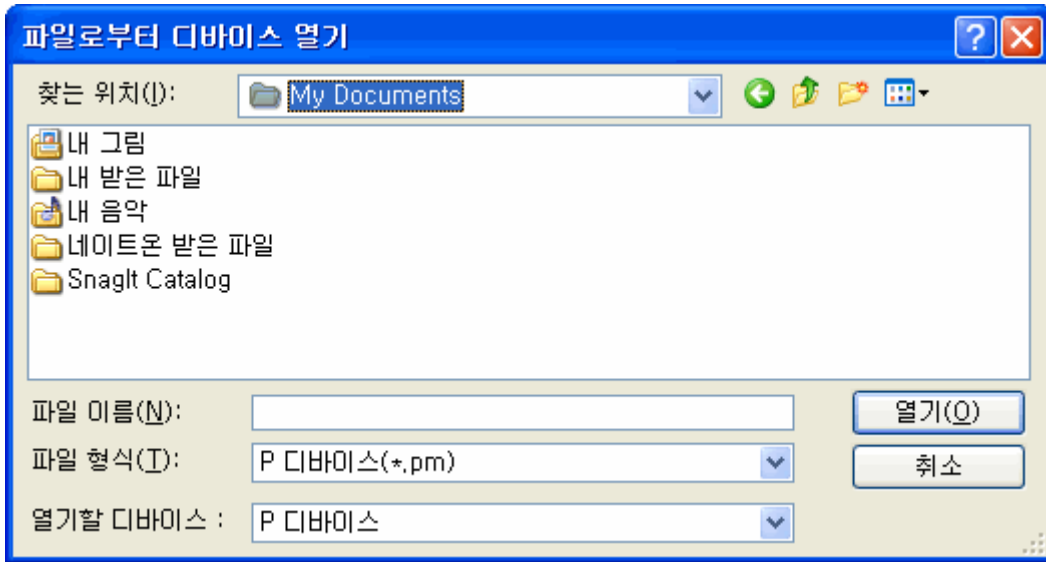 파일로부터 디바이스 열기
찾는 위치(I):
My Documents
내 그림
내 받은 파일
내 음악
네이트온 받은 파일
SnagIt Catalog
파일 이름(N):
열기(O)
파일 형식(T):
P 디바이스(*.pm)
취소
열기할 디바이스 :
P 디바이스